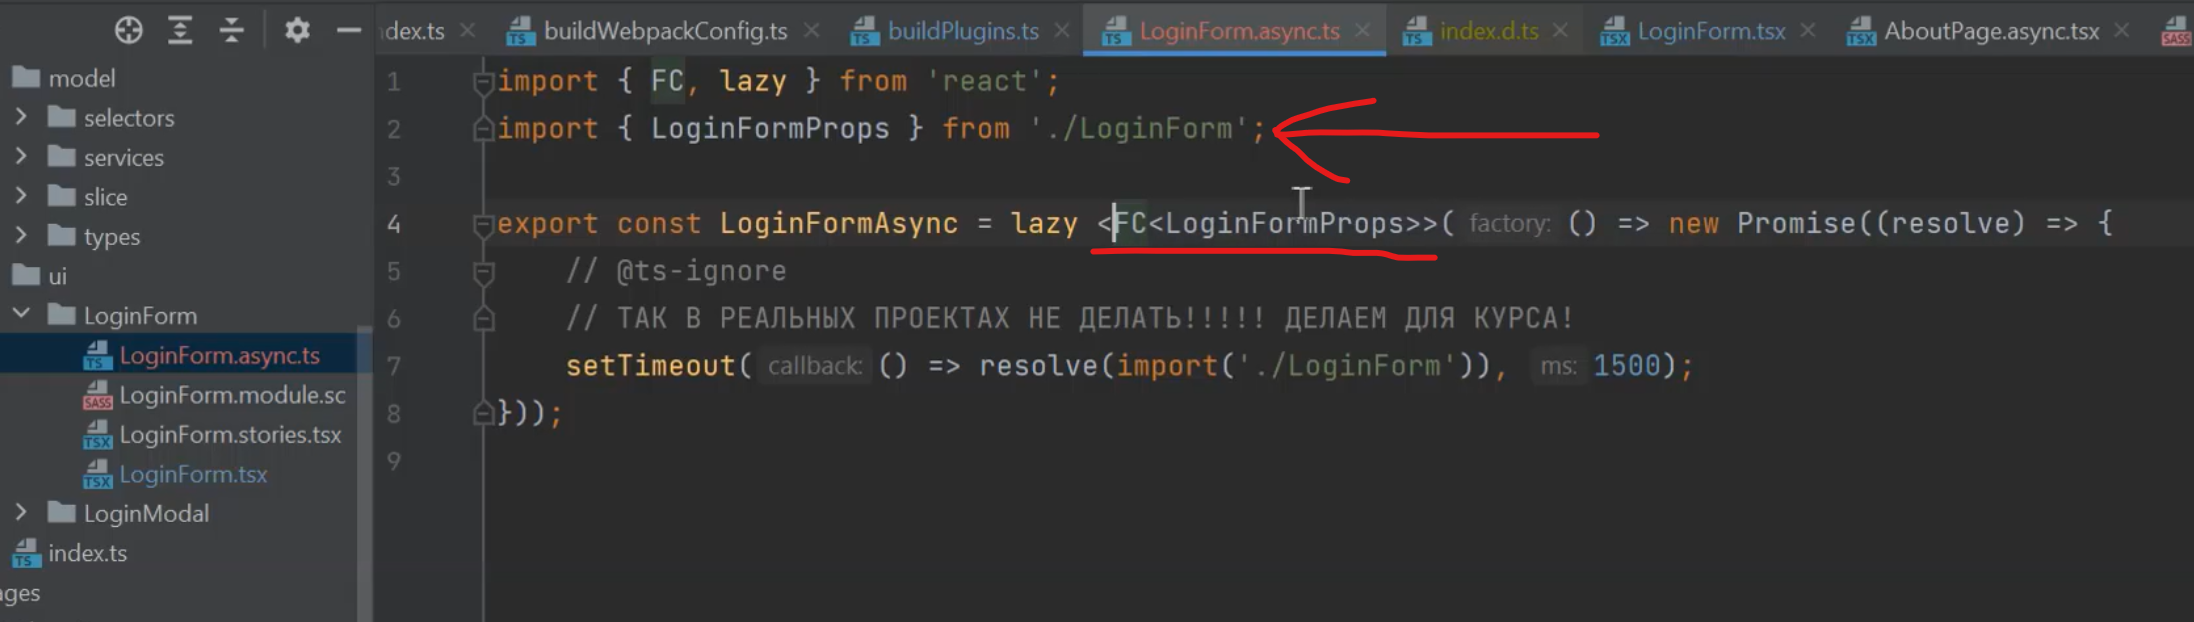 dex.ts
buildWebpackConfig.ts
buildPlugins.ts
LoginForm.async.ts
index.d.ts
LoginForm.tsx
AboutPage.async.tsx
model
selectors
services
slice
types
ui
LoginForm
LoginForm.async.ts
LoginForm.module.sc
LoginForm.stories.tsx
LoginForm.tsx
LoginModal
index.ts
ages
1 import { FC, lazy } from 'react';
2 import { LoginFormProps } from './LoginForm';
3
4 export const LoginFormAsync = lazy <FC<LoginFormProps>>( factory: () => new Promise((resolve) => {
5 // @ts-ignore
6 // ТАК В РЕАЛЬНЫХ ПРОЕКТАХ НЕ ДЕЛАТЬ!!!!! ДЕЛАЕМ ДЛЯ КУРСА!
7 setTimeout( callback: () => resolve(import('./LoginForm')), ms: 1500);
8 }));
9